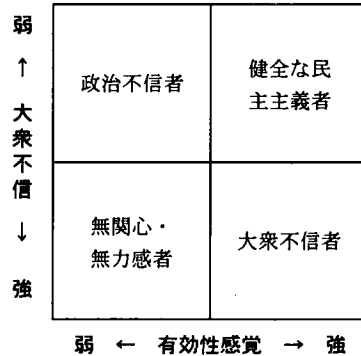 弱
↑
大
衆
不
信
↓
強
政治不信者
健全な民
主主義者
無関心・
無力感者
大衆不信者
弱 ← 有効性感覚 → 強